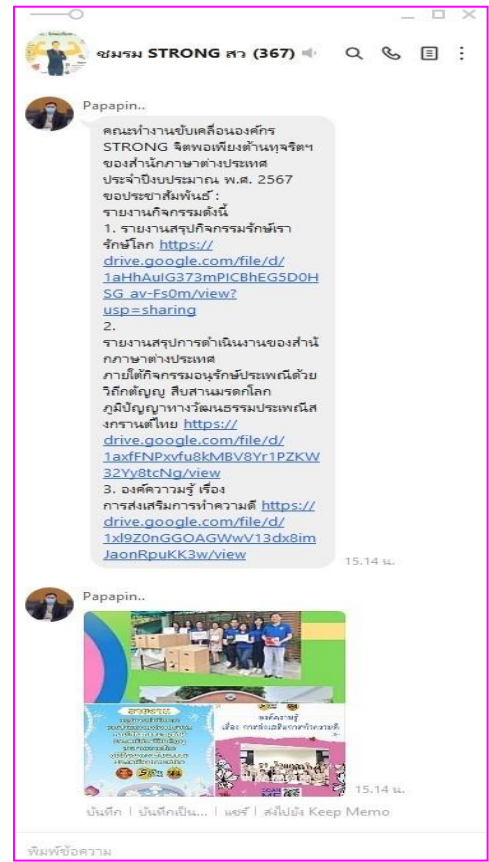 ชมรม STRONG สว (367)
Papapin..
คณะทำงานขับเคลื่อนองค์กร
STRONG จิตพอเพียงต้านทุจริตฯ
ของสำนักภาษาต่างประเทศ
ประจำปีงบประมาณ พ.ศ. 2567
ขอประชาสัมพันธ์ :
รายงานกิจกรรมดังนี้
1. รายงานสรุปกิจกรรมรักษ์เรา
รักษ์โลก https://
drive.google.com/file/d/
1aHhAuIG373mPICBhEG5D0H
SG_av-Fs0m/view?
usp=sharing
2.
รายงานสรุปการดำเนินงานของสำนั
กภาษาต่างประเทศ
ภายใต้กิจกรรมอนุรักษ์ประเพณีด้วย
วิถีกตัญญู สืบสานมรดกโลก
ภูมิปัญญาทางวัฒนธรรมประเพณีส
งกรานต์ไทย https://
drive.google.com/file/d/
1axfFNPxvfu8kMBV8Yr1PZKW
32Yy8tcNg/view
3. องค์ความรู้ เรื่อง
การส่งเสริมการทำความดี https://
drive.google.com/file/d/
1xl9Z0nGGOAGWwV13dx8im
JaonRpuKK3w/view
15.14 น.
Papapin..
รายงาน
องค์ความรู้
เรื่อง การส่งเสริมการทำความดี
15.14 น.
บันทึก | บันทึกเป็น... | แชร์ | ส่งไปยัง Keep Memo
พิมพ์ข้อความ